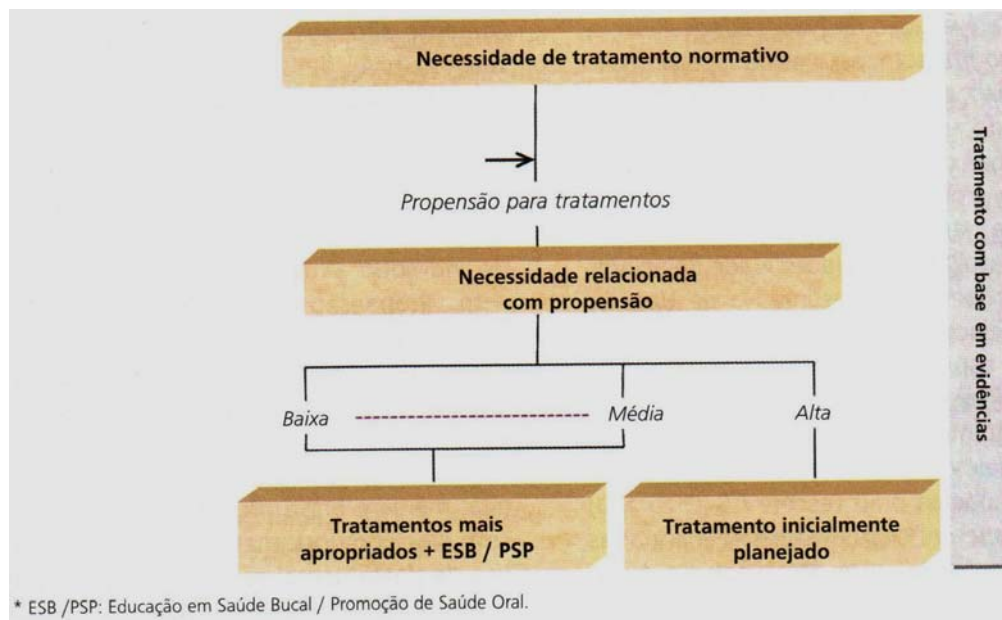 Necessidade de tratamento normativo
Propensão para tratamentos
Necessidade relacionada
com propensão
Baixa
Média
Alta
Tratamentos mais
apropriados + ESB / PSP
Tratamento inicialmente
planejado
Tratamento com base em evidências
* ESB /PSP: Educação em Saúde Bucal / Promoção de Saúde Oral.